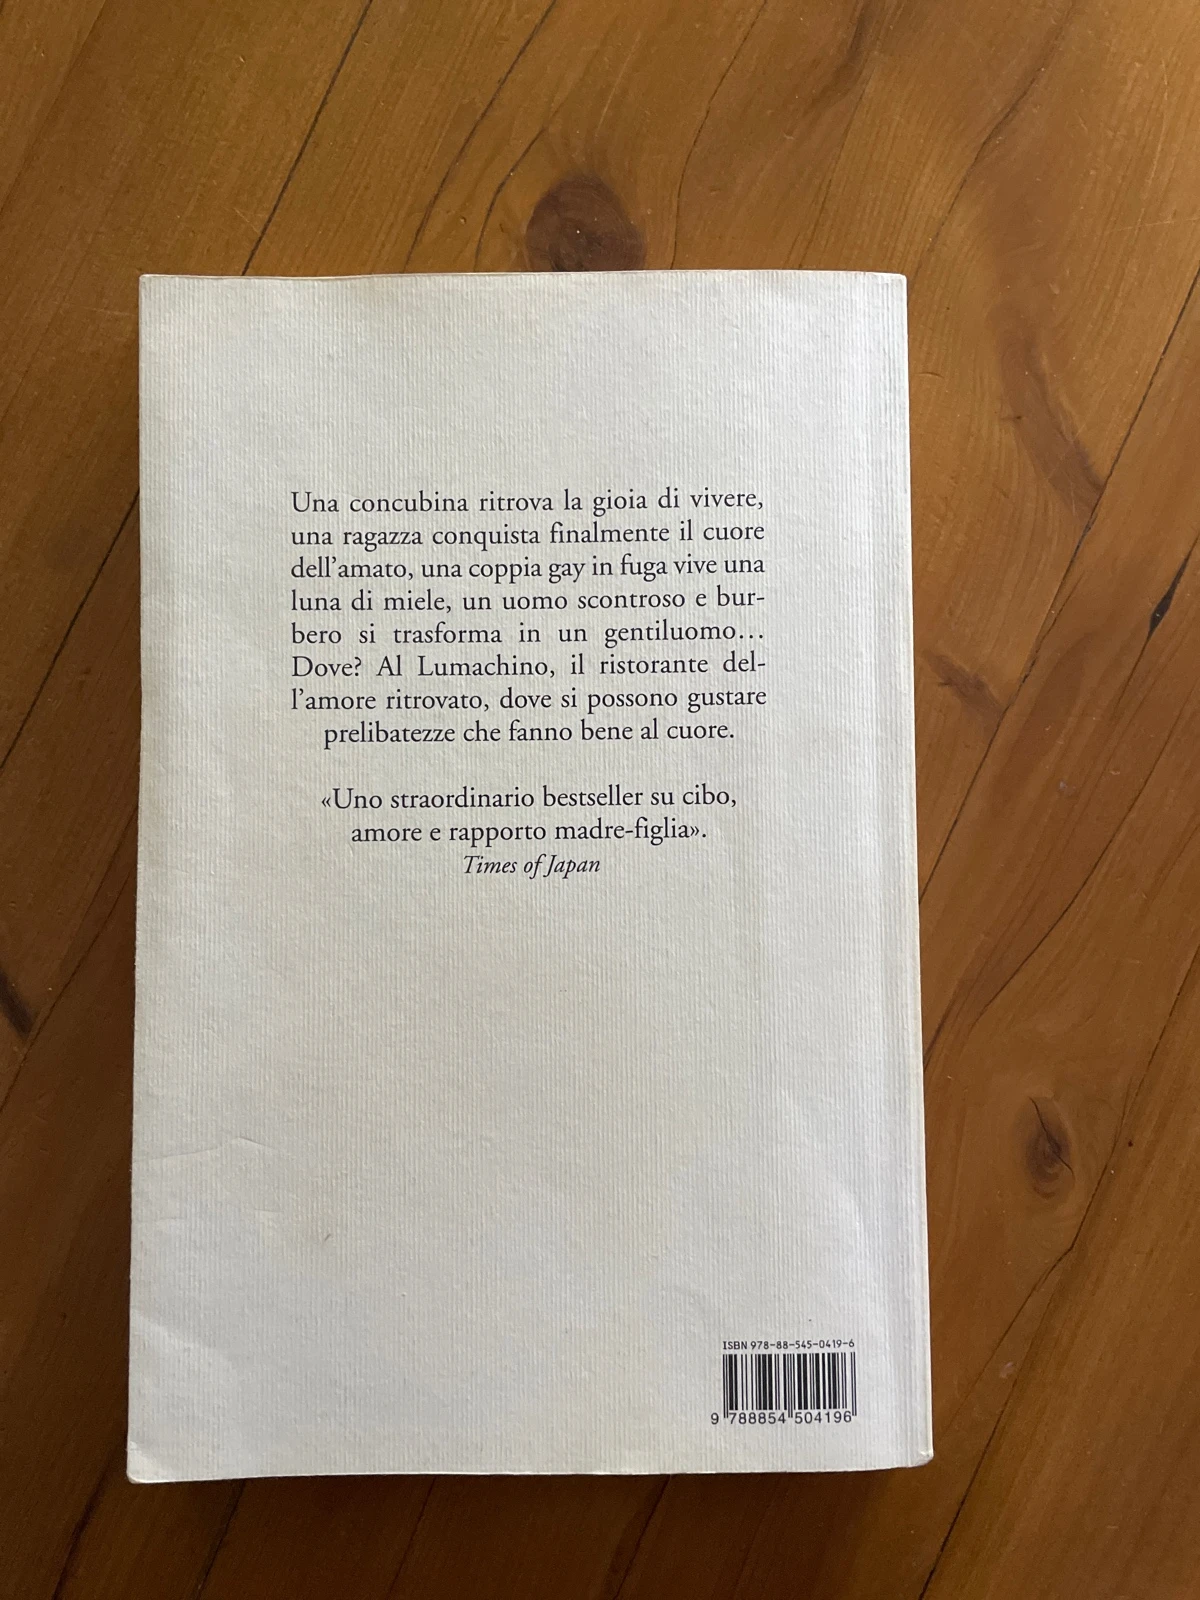 Una concubina ritrova la gioia di vivere,
una ragazza conquista finalmente il cuore
dell'amato, una coppia gay in fuga vive una
luna di miele, un uomo scontroso e bur-
bero si trasforma in un gentiluomo…
Dove? Al Lumachino, il ristorante del-
l'amore ritrovato, dove si possono gustare
prelibatezze che fanno bene al cuore.
«Uno straordinario bestseller su cibo,
amore e rapporto madre-figlia».
Times of Japan
ISBN 978-88-545-0419-6
9 788854 504196